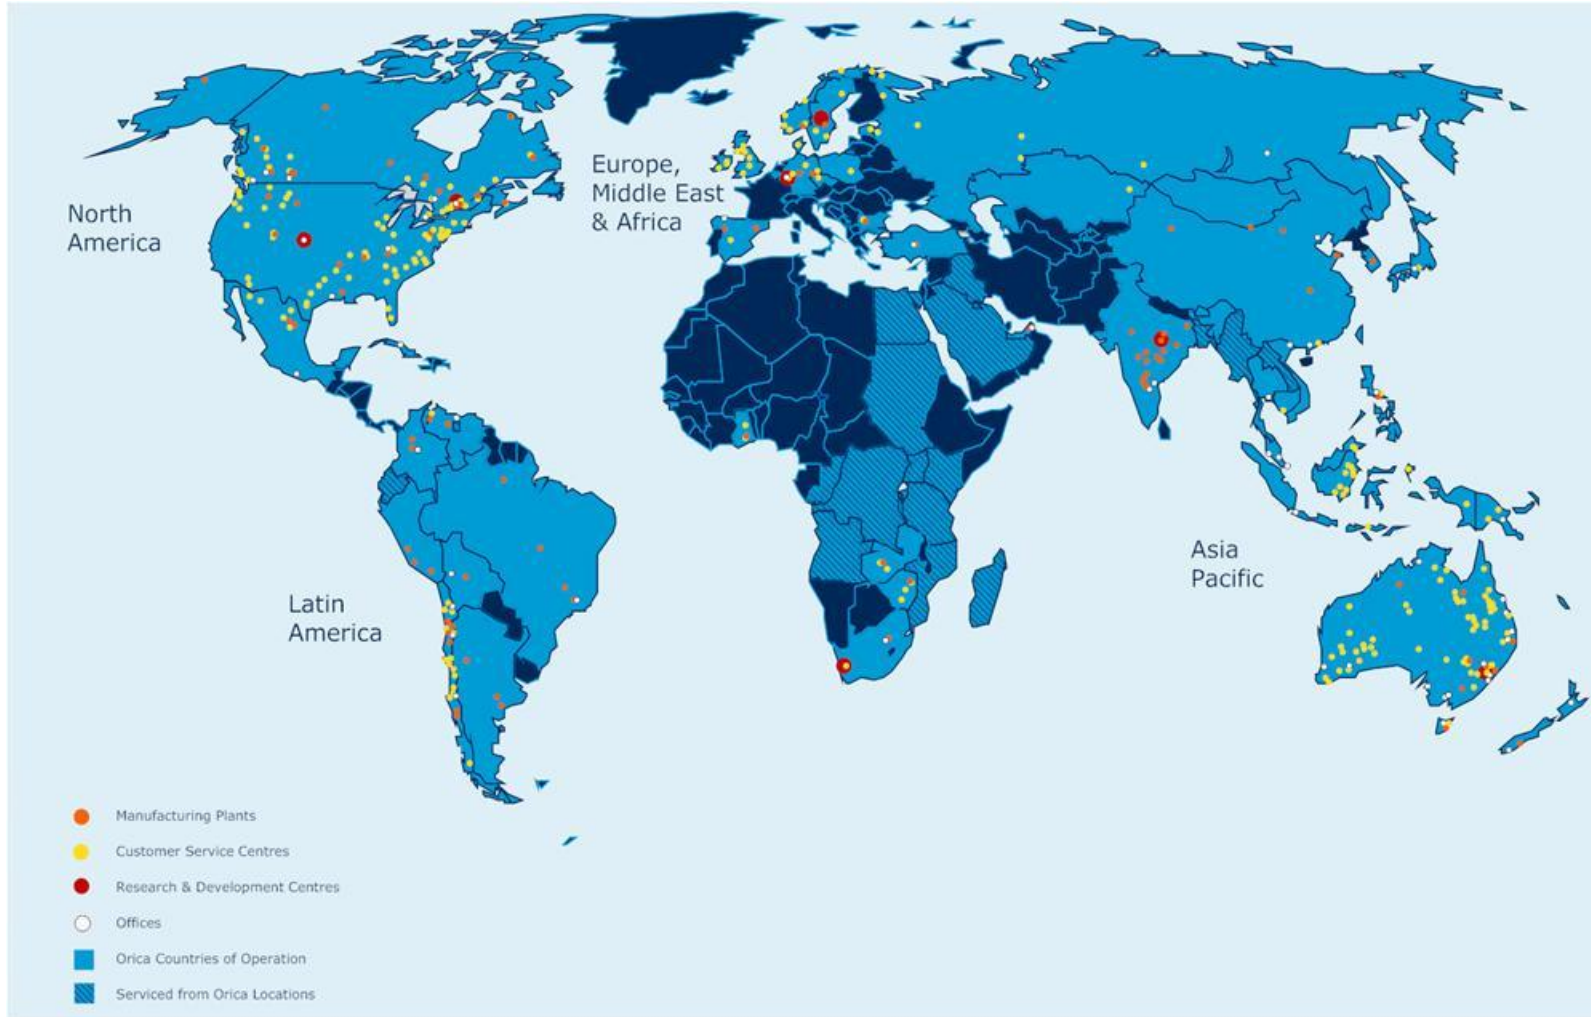 North
America
Europe,
Middle East
& Africa
Latin
America
Asia
Pacific
Manufacturing Plants
Customer Service Centres
Research & Development Centres
Offices
Orica Countries of Operation
Serviced from Orica Locations